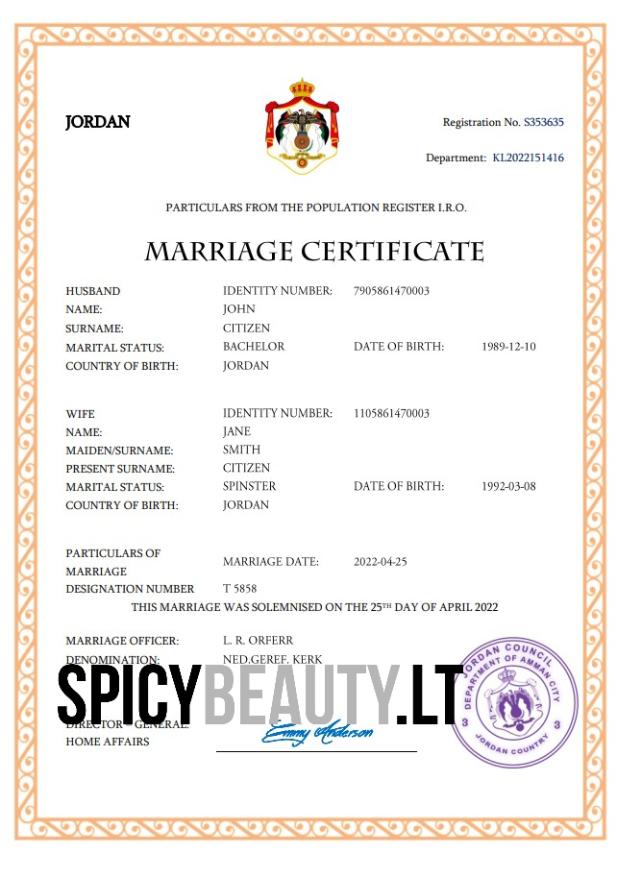 JORDAN
Registration No. S353635
Department: KL2022151416
PARTICULARS FROM THE POPULATION REGISTER I.R.O.
MARRIAGE CERTIFICATE
HUSBAND IDENTITY NUMBER: 7905861470003
NAME: JOHN
SURNAME: CITIZEN
MARITAL STATUS: BACHELOR DATE OF BIRTH: 1989-12-10
COUNTRY OF BIRTH: JORDAN
WIFE IDENTITY NUMBER: 1105861470003
NAME: JANE
MAIDEN/SURNAME: SMITH
PRESENT SURNAME: CITIZEN
MARITAL STATUS: SPINSTER DATE OF BIRTH: 1992-03-08
COUNTRY OF BIRTH: JORDAN
PARTICULARS OF
MARRIAGE
MARRIAGE DATE: 2022-04-25
DESIGNATION NUMBER T 5858
THIS MARRIAGE WAS SOLEMNISED ON THE 25TH DAY OF APRIL 2022
MARRIAGE OFFICER: L. R. ORFERR
DENOMINATION: NED.GEREF. KERK
SPICYBEAUTY.LT
DIRECTOR - GENERAL:
HOME AFFAIRS
Emmy Anderson
JORDAN COUNCIL
DEPARTMENT OF AMMAN CITY
3 3
JORDAN COUNTRY